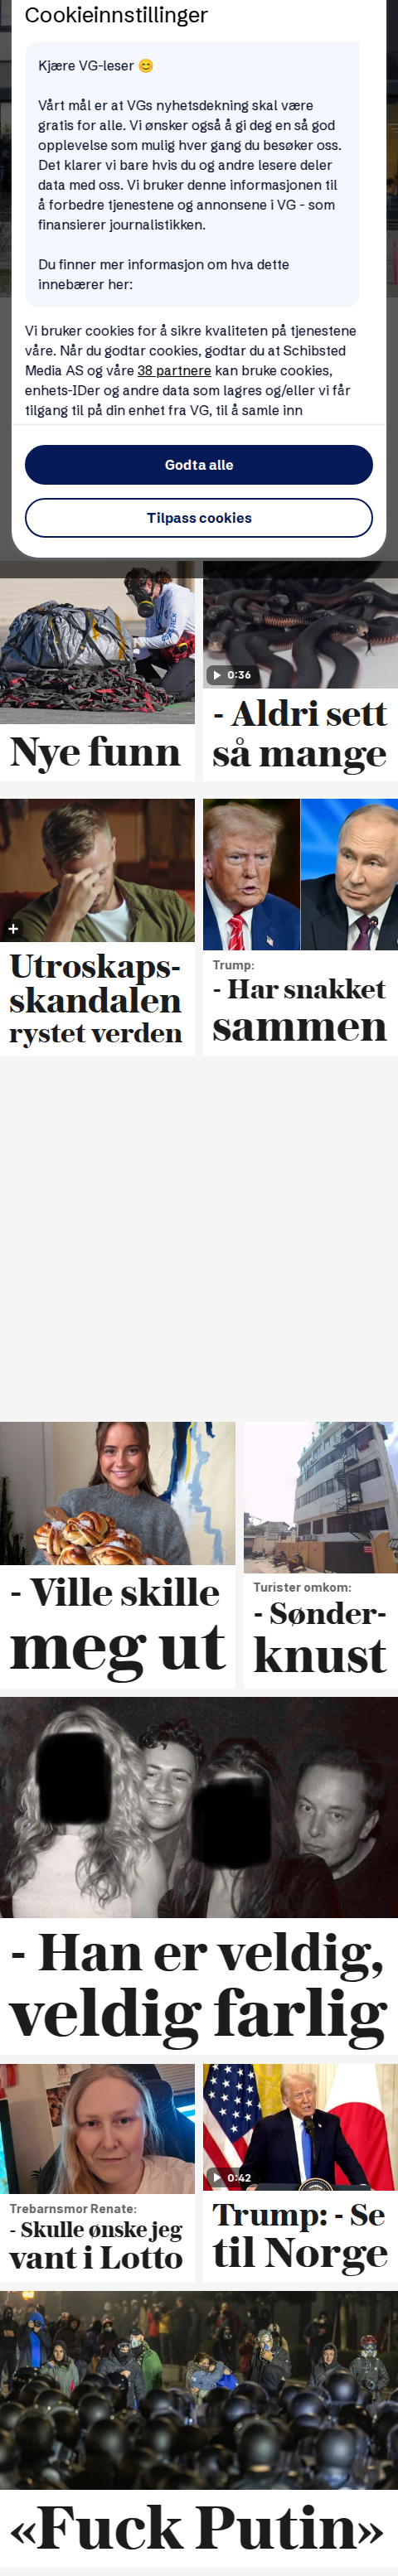 Cookieinnstillinger
Kjære VG-leser 😊
Vårt mål er at VGs nyhetsdekning skal være
gratis for alle. Vi ønsker også å gi deg en så god
opplevelse som mulig hver gang du besøker oss.
Det klarer vi bare hvis du og andre lesere deler
data med oss. Vi bruker denne informasjonen til
å forbedre tjenestene og annonsene i VG - som
finansierer journalistikken.
Du finner mer informasjon om hva dette
innebærer her:
Vi bruker cookies for å sikre kvaliteten på tjenestene
våre. Når du godtar cookies, godtar du at Schibsted
Media AS og våre 38 partnere kan bruke cookies,
enhets-IDer og andre data som lagres og/eller vi får
tilgang til på din enhet fra VG, til å samle inn
Godta alle
Tilpass cookies
Nye funn
0:36
- Aldri sett
så mange
Utroskaps-
skandalen
rystet verden
Trump:
- Har snakket
sammen
- Ville skille
meg ut
Turister omkom:
- Sønder-
knust
- Han er veldig,
veldig farlig
Trebarnsmor Renate:
- Skulle ønske jeg
vant i Lotto
0:42
Trump: - Se
til Norge
«Fuck Putin»